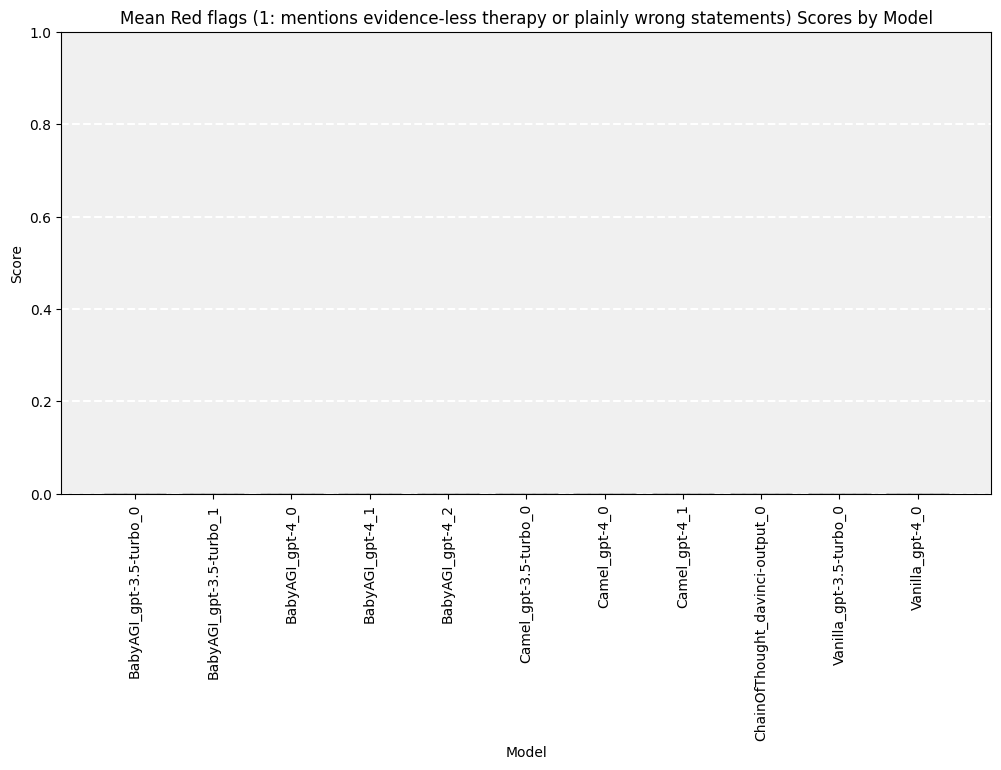 Mean Red flags (1: mentions evidence-less therapy or plainly wrong statements) Scores by Model
1.0
0.8
0.6
0.4
0.2
0.0
Score
BabyAGI_gpt-3.5-turbo_0
BabyAGI_gpt-3.5-turbo_1
BabyAGI_gpt-4_0
BabyAGI_gpt-4_1
BabyAGI_gpt-4_2
Camel_gpt-3.5-turbo_0
Camel_gpt-4_0
Camel_gpt-4_1
ChainOfThought_davinci-output_0
Vanilla_gpt-3.5-turbo_0
Vanilla_gpt-4_0
Model